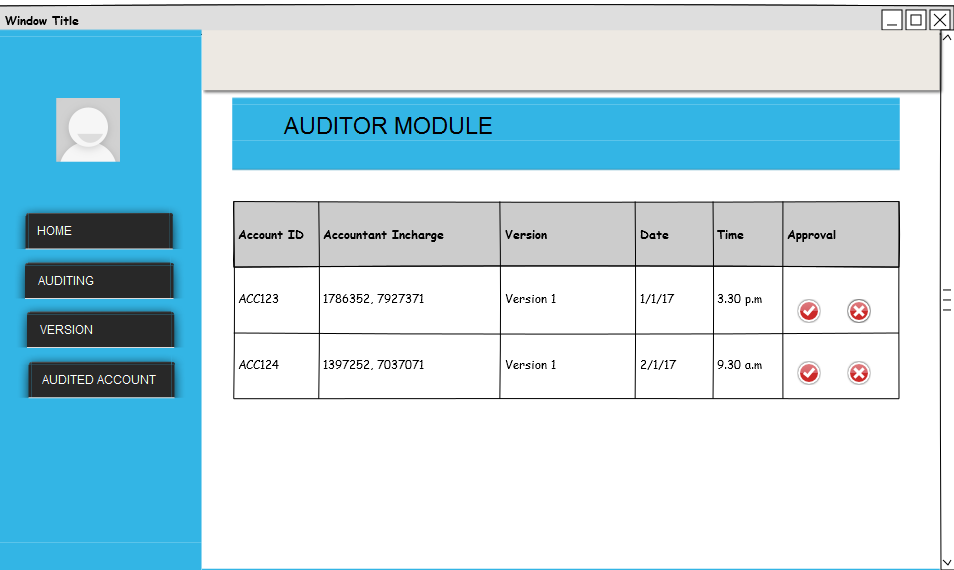 Window Title
HOME
AUDITING
VERSION
AUDITED ACCOUNT
AUDITOR MODULE
Account ID Accountant Incharge Version Date Time Approval
ACC123 1786352, 7927371 Version 1 1/1/17 3.30 p.m
ACC124 1397252, 7037071 Version 1 2/1/17 9.30 a.m